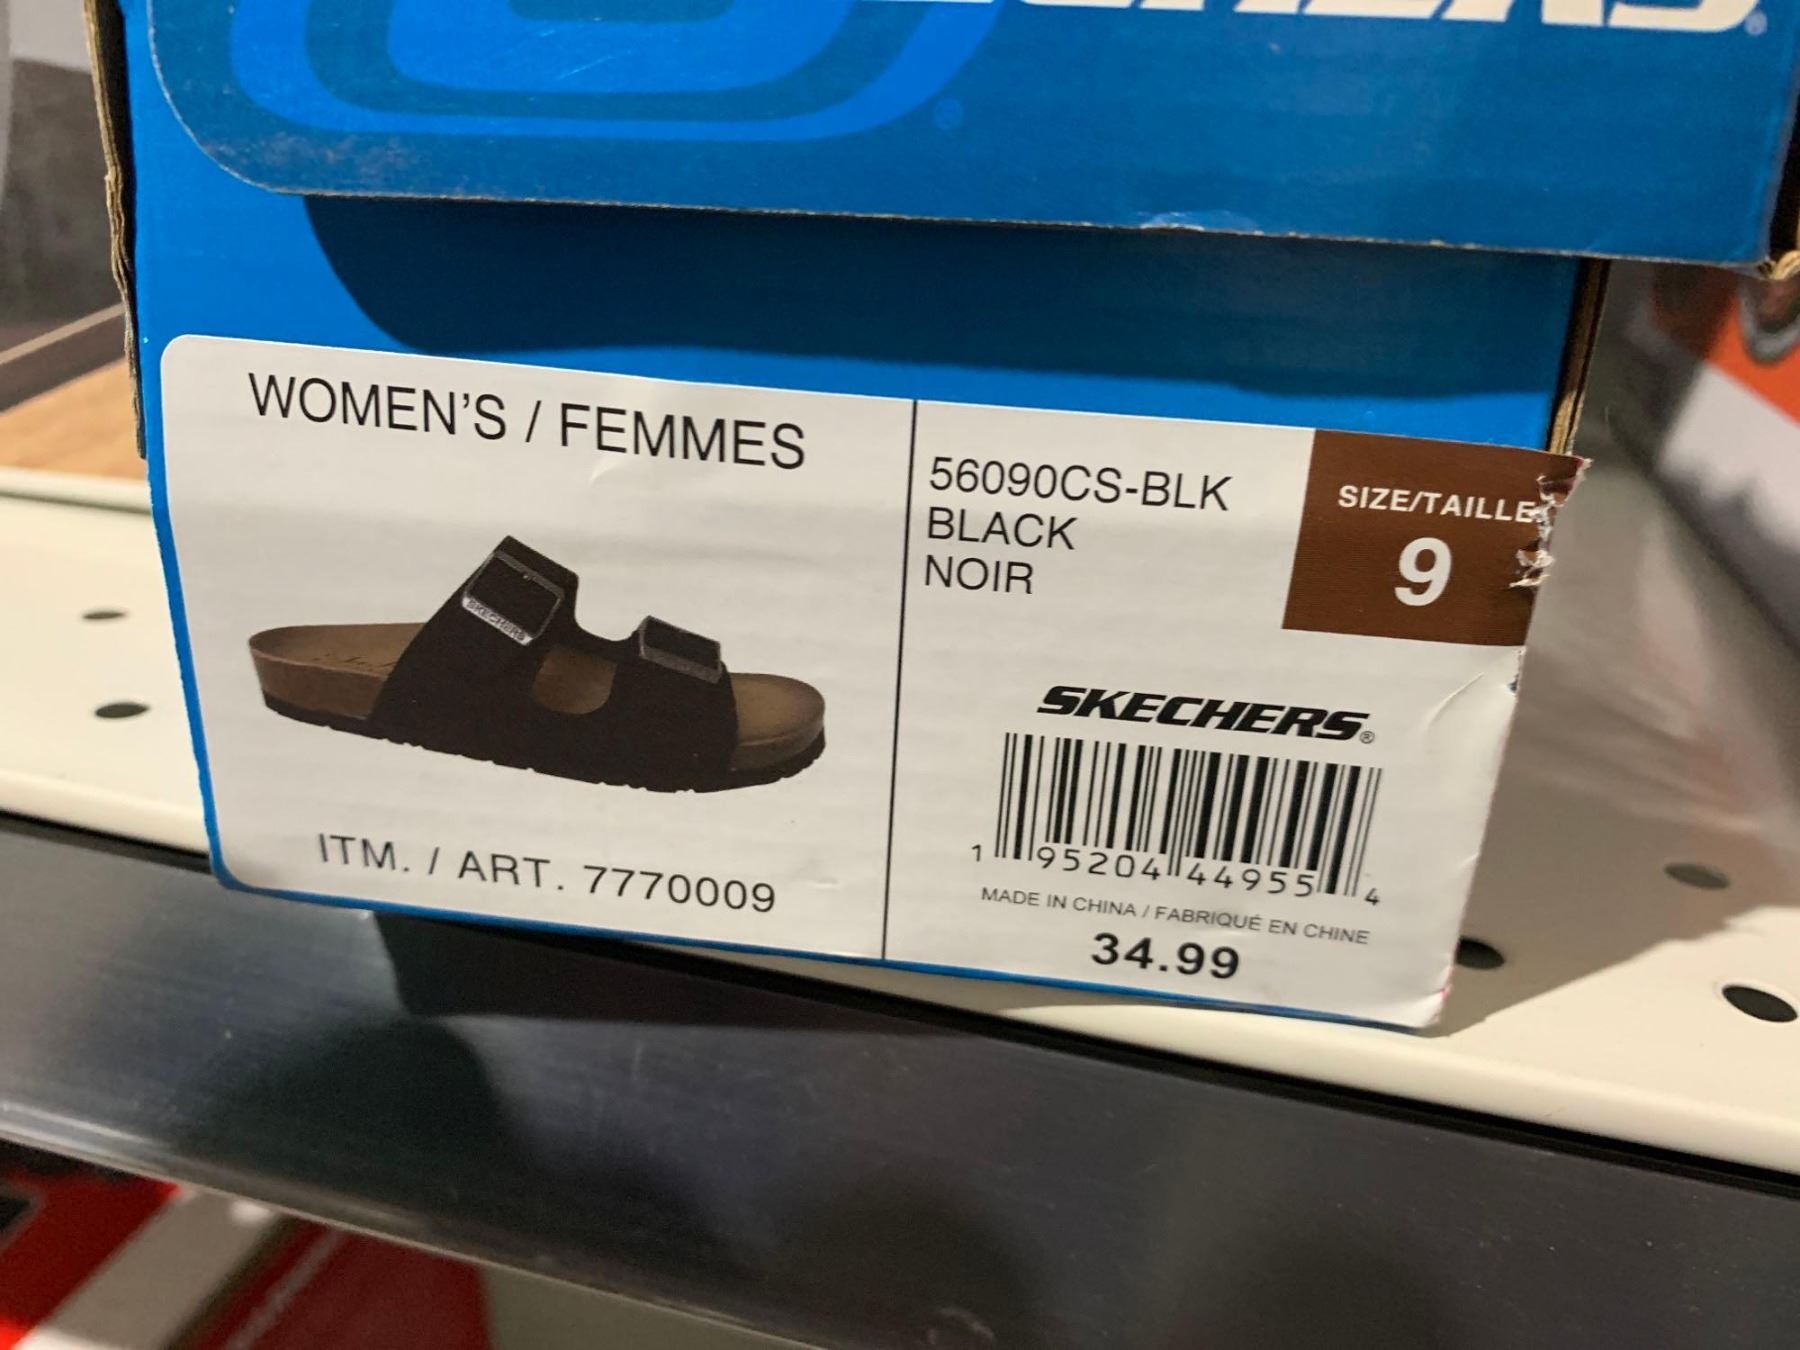 WOMEN'S / FEMMES
SKECHERS
ITM. / ART. 7770009
56090CS-BLK
BLACK
NOIR
SIZE/TAILLE
9
SKECHERS®
1 95204 44955 4
MADE IN CHINA / FABRIQUÉ EN CHINE
34.99